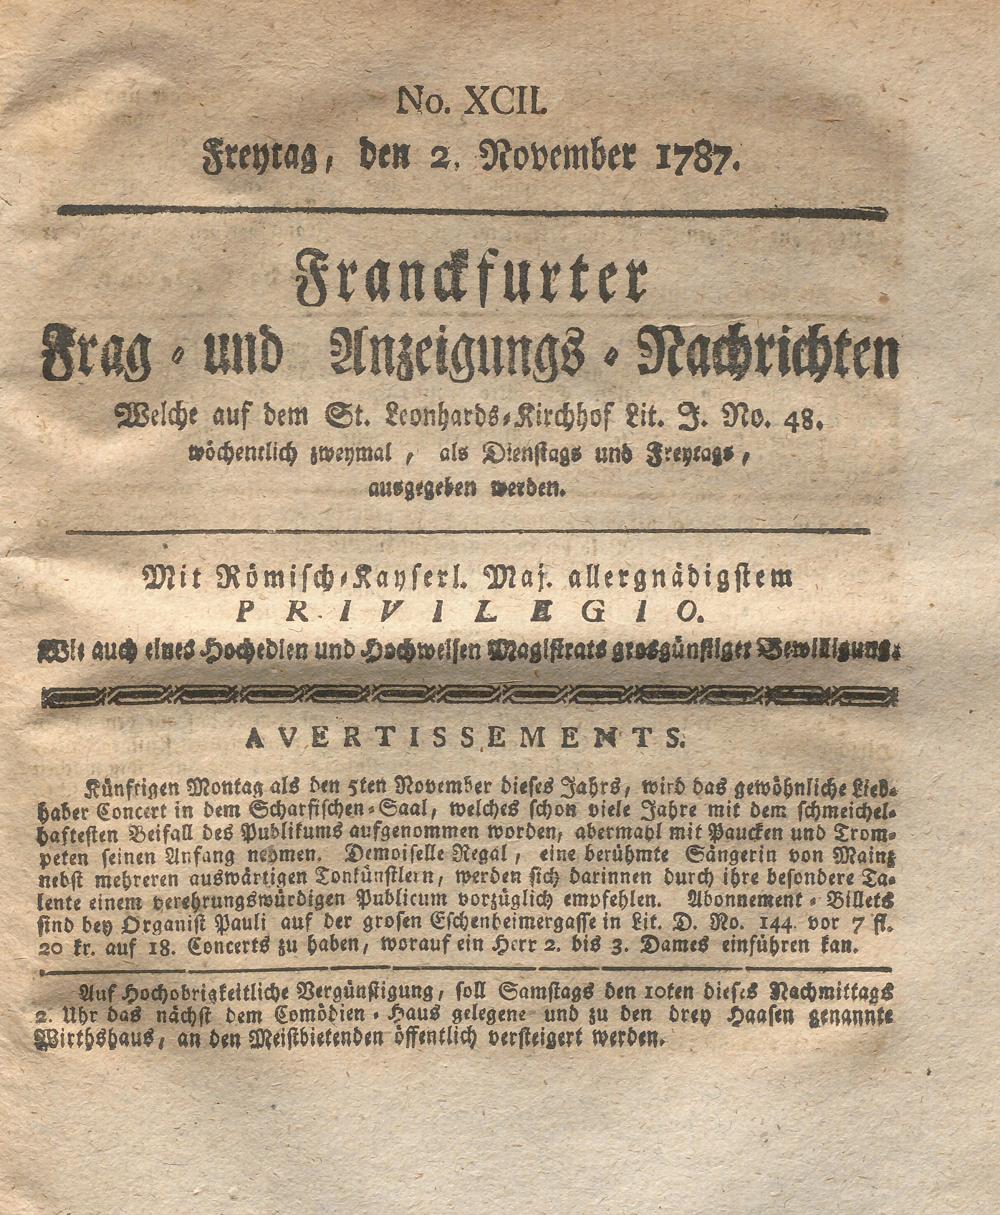 No. XCII.
Freytag, den 2. November 1787.
Franckfurter
Frag - und Anzeigungs - Nachrichten
Welche auf dem St. Leonhards-Kirchhof Lit. J. No. 48.
wöchentlich zweymal, als Dienstags und Freytags,
ausgegeben werden.
Mit Römisch-Kayserl. Maj. allergnädigstem
PRIVILEGIO.
Wie auch eines Hochedlen und Hochweisen Magistrats grosgünstiger Bewilligung.
AVERTISSEMENTS.
Künftigen Montag als den 5ten November dieses Jahrs, wird das gewöhnliche Lieb-
haber Concert in dem Scharfischen-Saal, welches schon viele Jahre mit dem schmeichel-
haftesten Beifall des Publikums aufgenommen worden, abermahl mit Paucken und Trom-
peten seinen Anfang nehmen. Demoiselle Regal, eine berühmte Sängerin von Mainz
nebst mehreren auswärtigen Tonkünstlern, werden sich darinnen durch ihre besondere Ta-
lente einem verehrungswürdigen Publicum vorzüglich empfehlen. Abonnement - Billets
sind bey Organist Pauli auf der grosen Eschenheimergasse in Lit. D. No. 144. vor 7 fl.
20 kr. auf 18. Concerts zu haben, worauf ein Herr 2. bis 3. Dames einführen kan.
Auf Hochobrigkeitliche Vergünstigung, soll Samstags den 10ten dieses Nachmittags
2. Uhr das nächst dem Comödien - Haus gelegene und zu den drey Haasen genannte
Wirthshaus, an den Meistbietenden öffentlich versteigert werden.